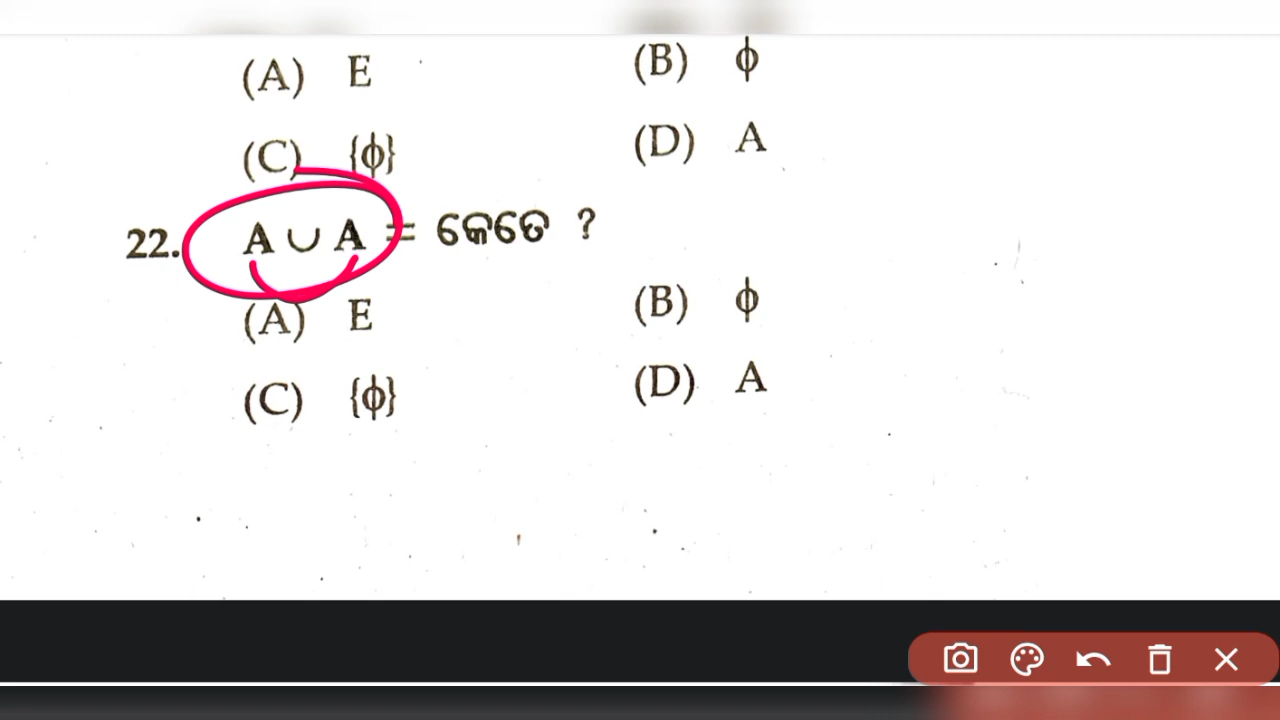 (A) E (B) ϕ
(C) {ϕ} (D) A
22. A ∪ A = କେତେ ?
(A) E (B) ϕ
(C) {ϕ} (D) A